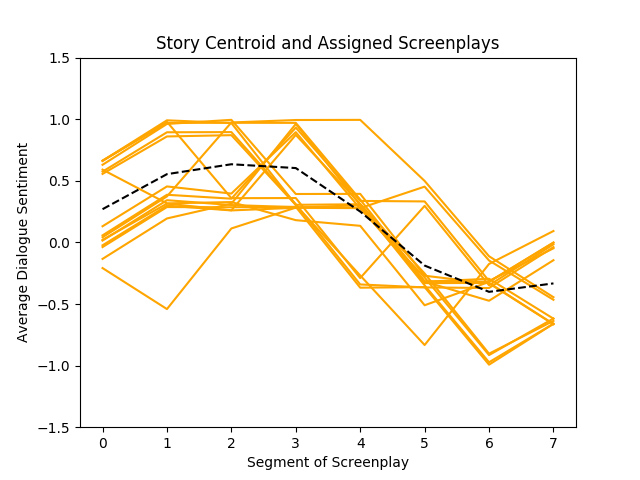 Story Centroid and Assigned Screenplays
1.5
1.0
0.5
0.0
−0.5
−1.0
−1.5
Average Dialogue Sentiment
0 1 2 3 4 5 6 7
Segment of Screenplay